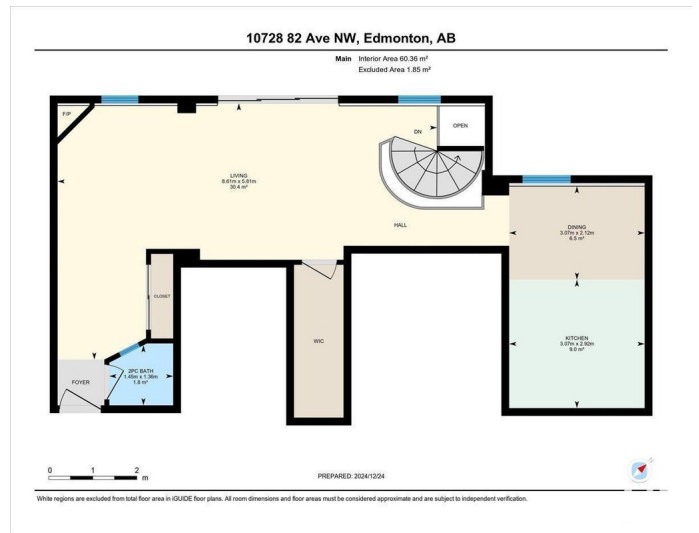 10728 82 Ave NW, Edmonton, AB
Main Interior Area 60.36 m²
Excluded Area 1.85 m²
F/P
DN
OPEN
LIVING
8.61m x 5.81m
30.4 m²
HALL
DINING
3.07m x 2.12m
6.5 m²
CLOSET
WIC
KITCHEN
3.07m x 2.92m
9.0 m²
2PC BATH
1.45m x 1.36m
1.8 m²
FOYER
0 1 2
m
PREPARED: 2024/12/24
White regions are excluded from total floor area in iGUIDE floor plans. All room dimensions and floor areas must be considered approximate and are subject to independent verification.